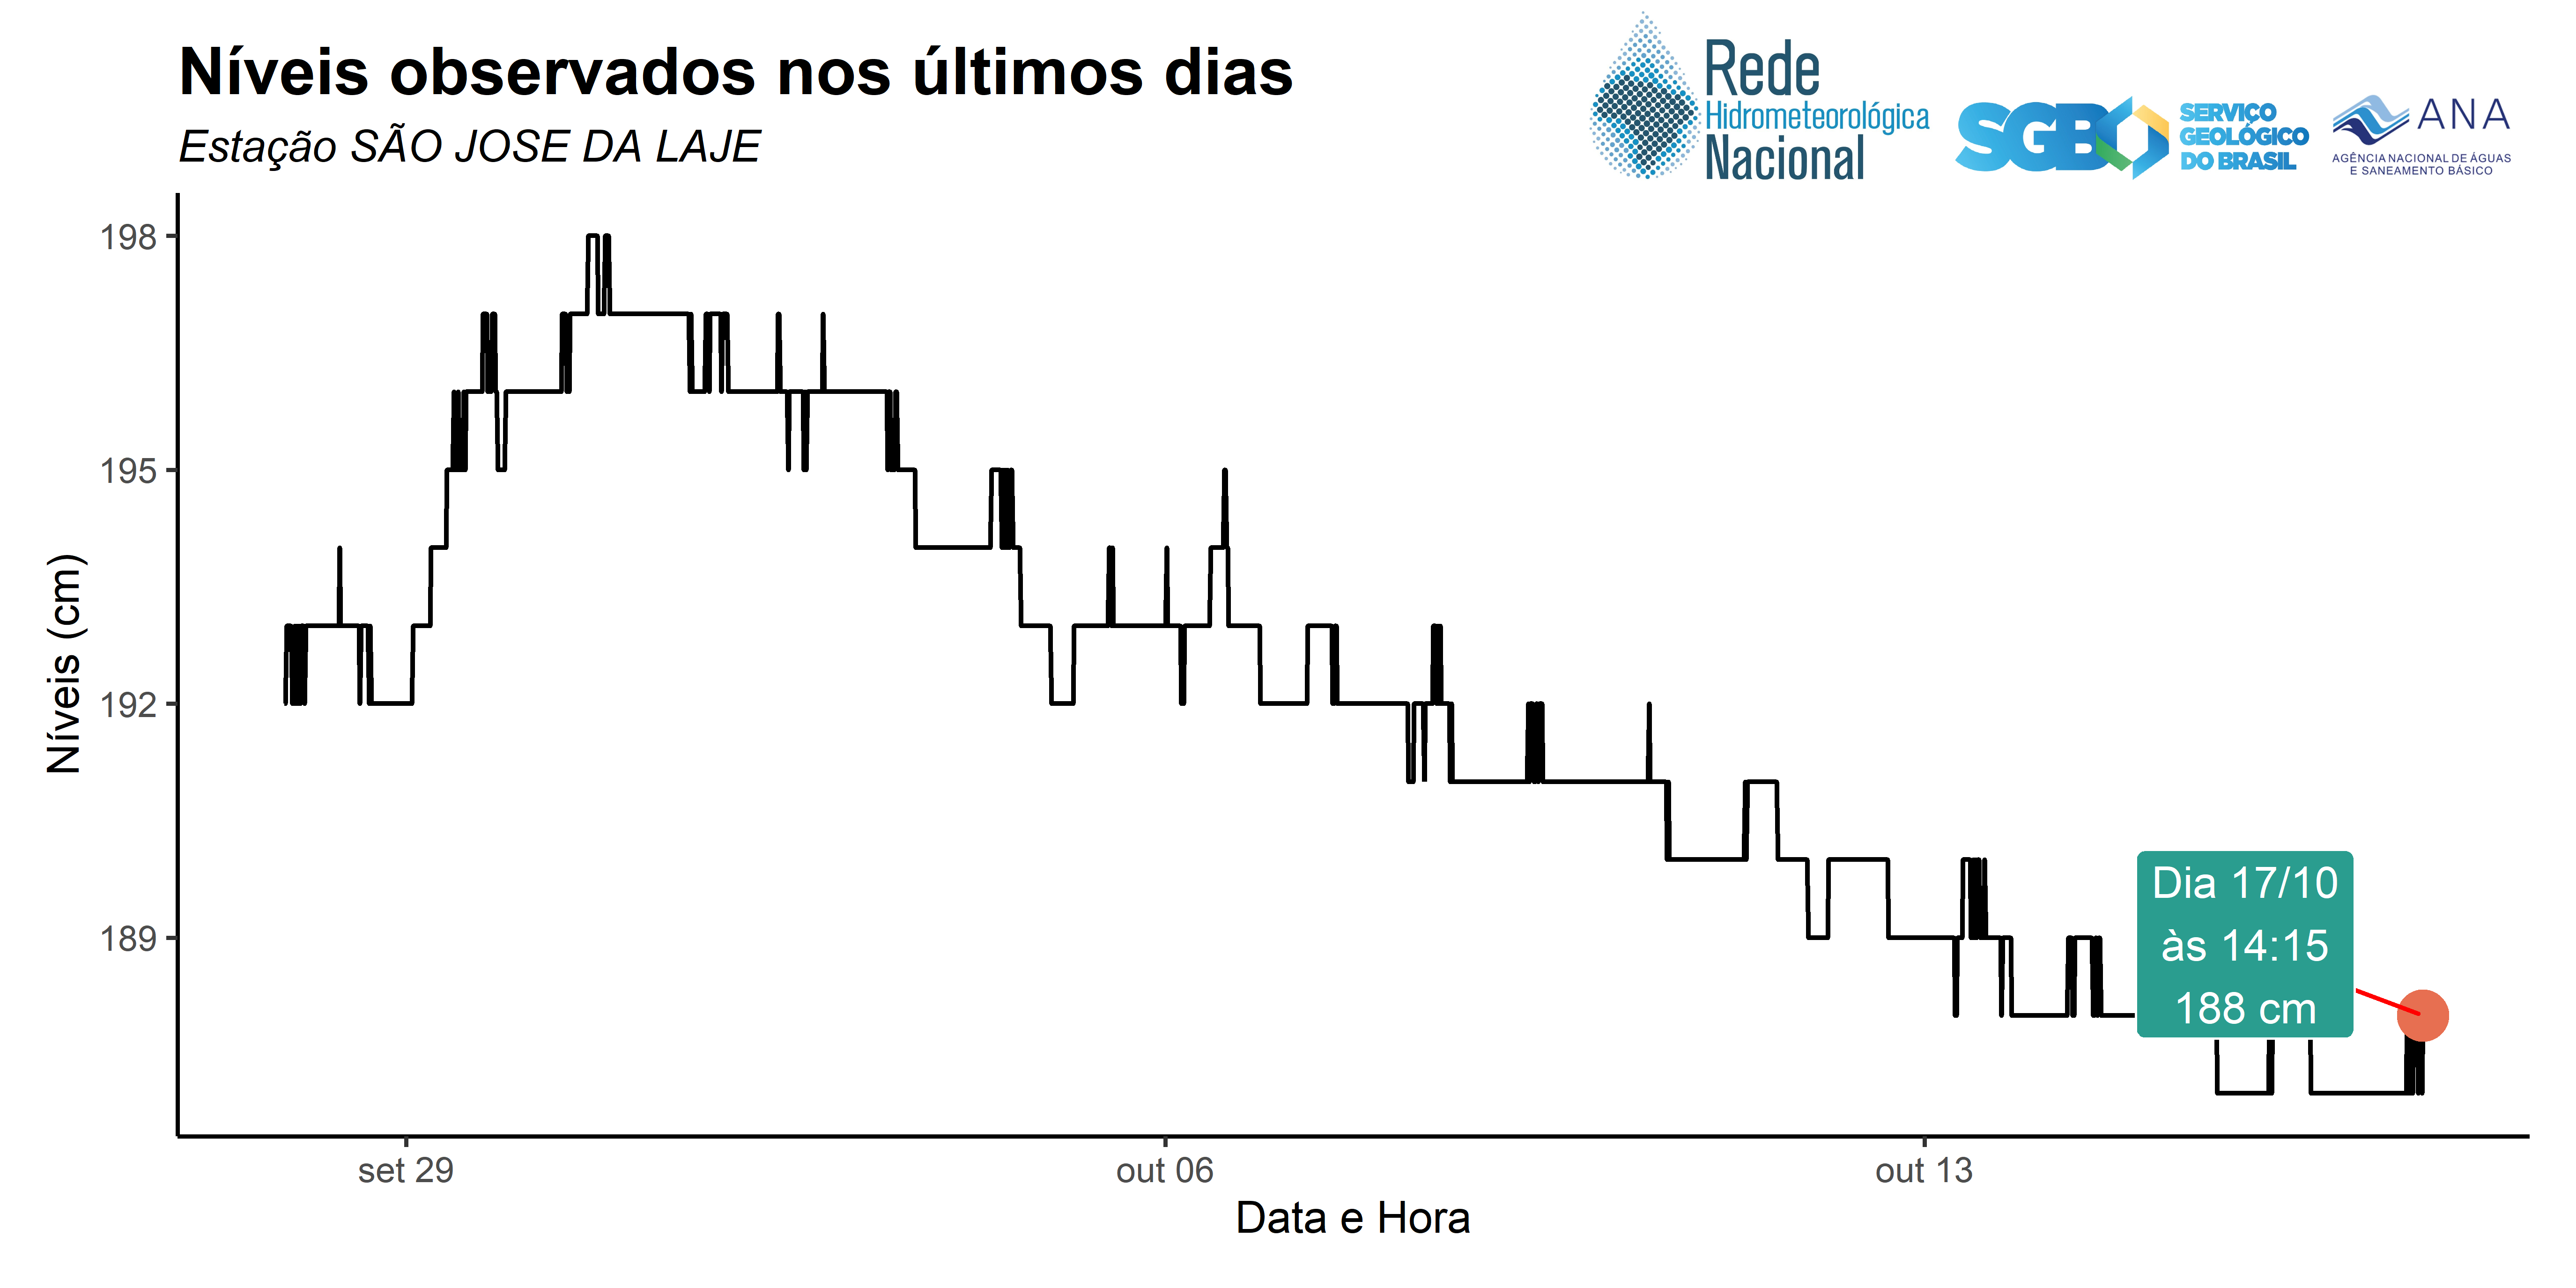 Níveis observados nos últimos dias
Estação SÃO JOSE DA LAJE
Rede
Hidrometeorológica
Nacional
SGB
SERVIÇO
GEOLÓGICO
DO BRASIL
ANA
AGÊNCIA NACIONAL DE ÁGUAS
E SANEAMENTO BÁSICO
Níveis (cm)
198
195
192
189
Dia 17/10
às 14:15
188 cm
set 29
out 06
out 13
Data e Hora